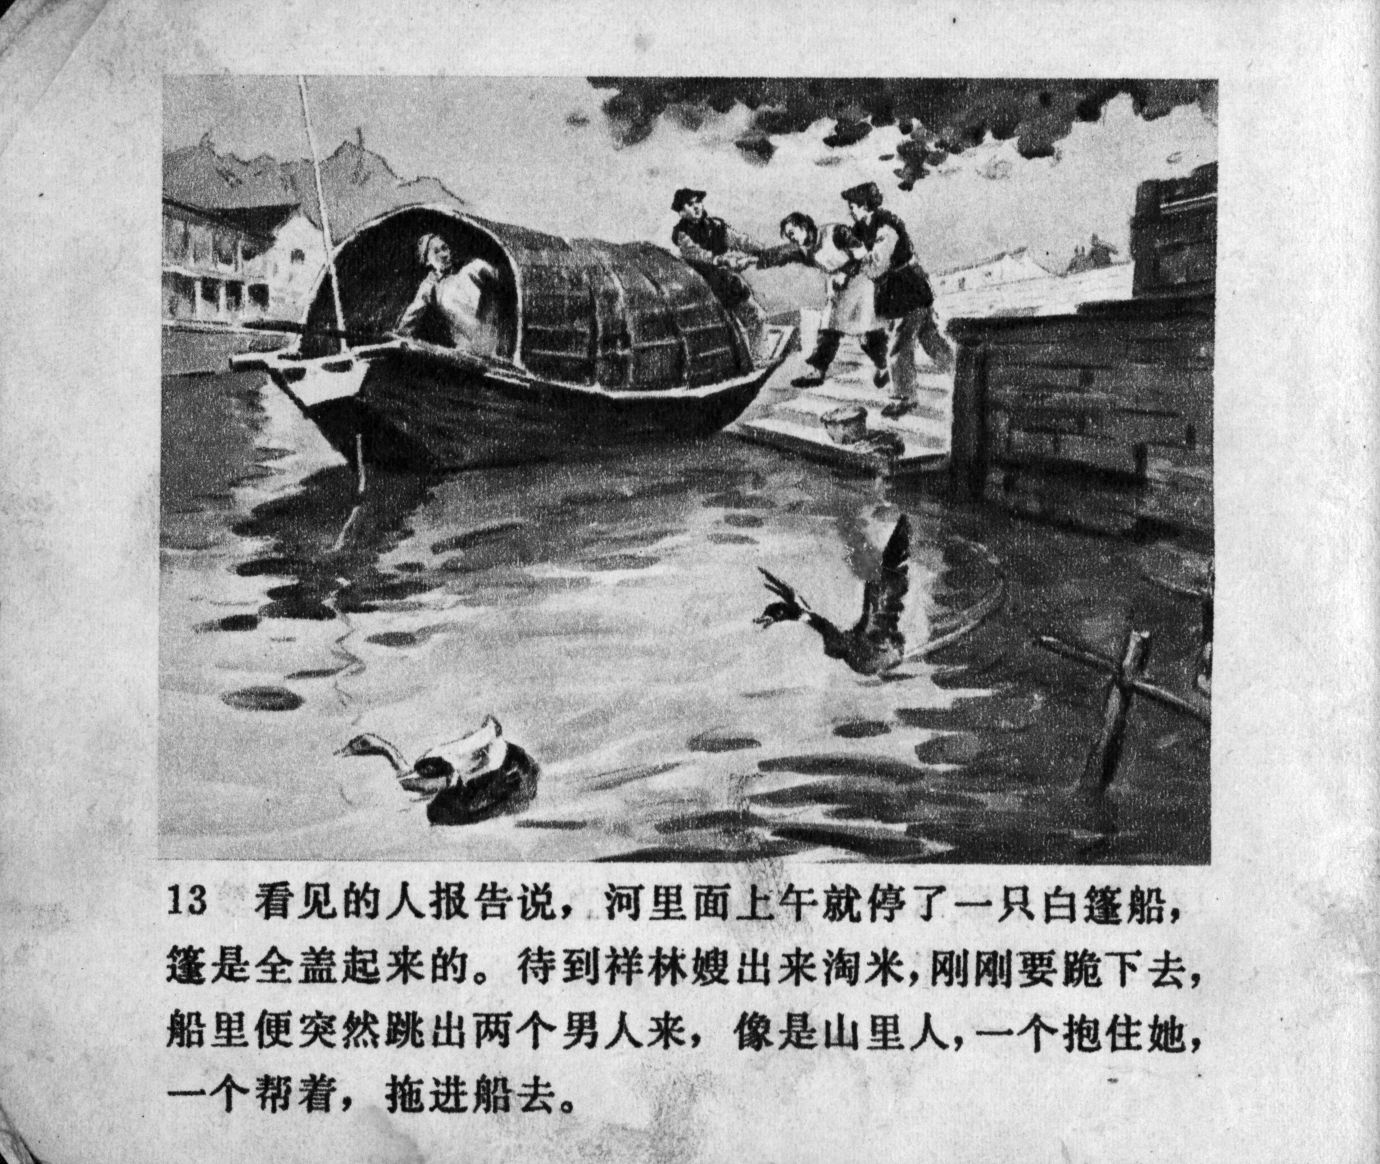 13 看见的人报告说，河里面上午就停了一只白篷船，
篷是全盖起来的。待到祥林嫂出来淘米，刚刚要跪下去，
船里便突然跳出两个男人来，像是山里人，一个抱住她，
一个帮着，拖进船去。